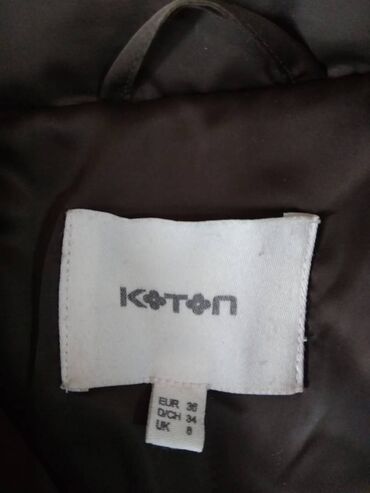 KOTON
EUR 36
D/CH 34
UK 8